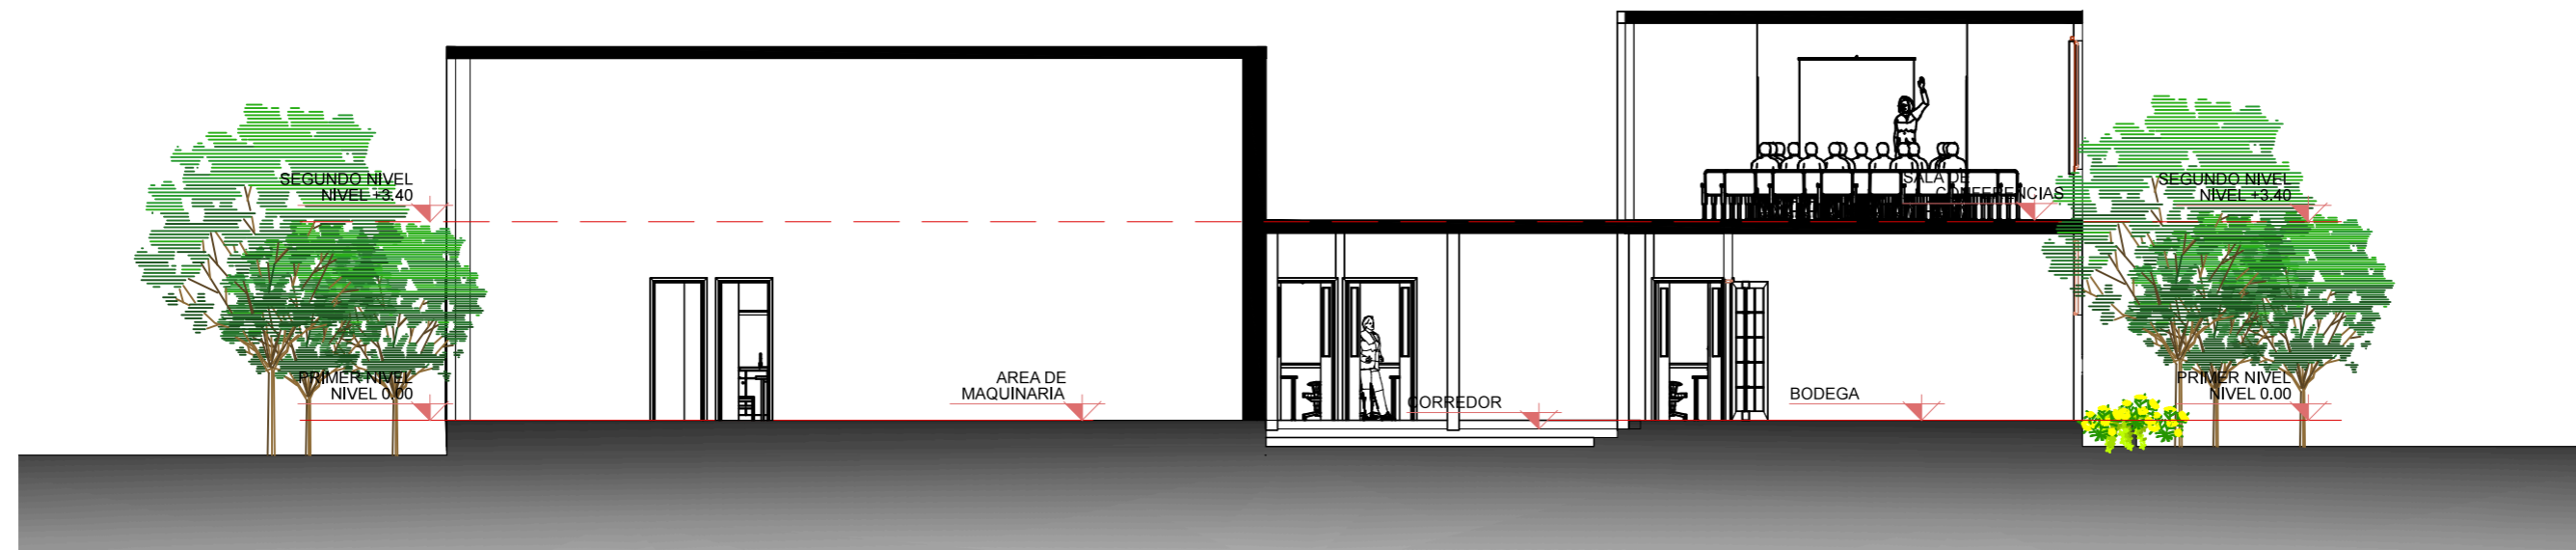 SEGUNDO NIVEL
NIVEL +3.40
PRIMER NIVEL
NIVEL 0.00
AREA DE
MAQUINARIA
CORREDOR
SALA DE
CONFERENCIAS
BODEGA
SEGUNDO NIVEL
NIVEL +3.40
PRIMER NIVEL
NIVEL 0.00